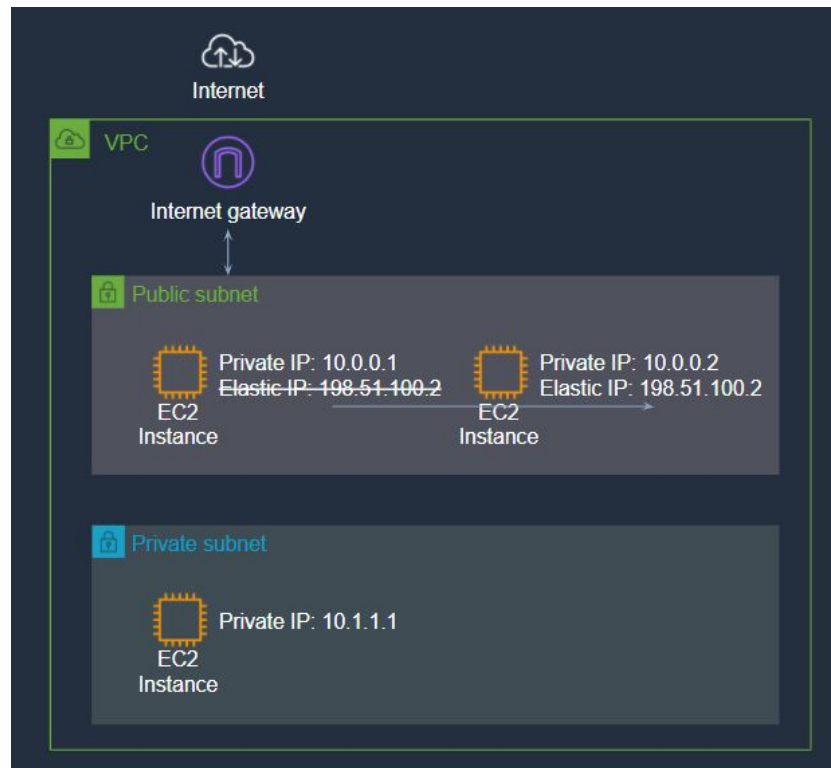 Internet
VPC
Internet gateway
Public subnet
Private IP: 10.0.0.1
Elastic IP: 198.51.100.2
EC2
Instance
Private IP: 10.0.0.2
Elastic IP: 198.51.100.2
EC2
Instance
Private subnet
Private IP: 10.1.1.1
EC2
Instance